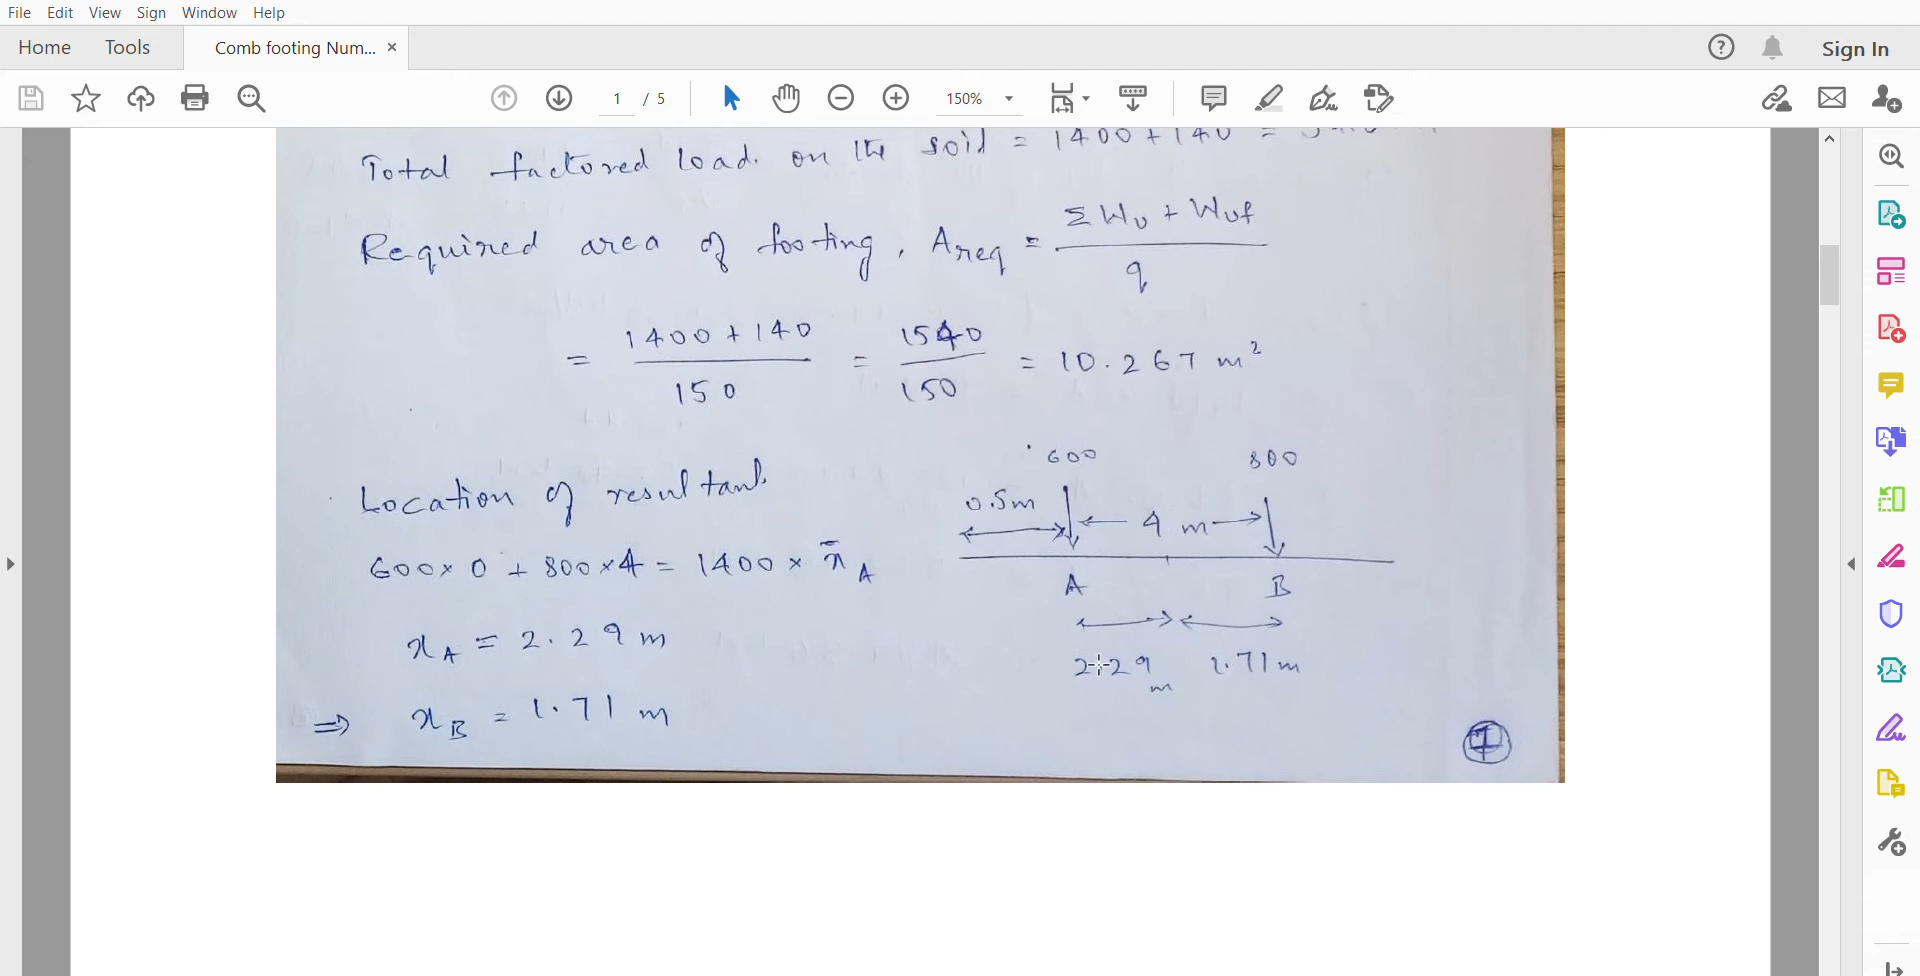 File Edit View Sign Window Help
Home Tools Comb footing Num... × ? Sign In
1 / 5 150%
Total factored load. on the soil = 1400 + 140 =
Required area of footing, Areq = ΣWu + Wuf / q
= 1400 + 140 / 150 = 1540 / 150 = 10.267 m²
600 800
Location of resultant 0.5m 4 m
600 × 0 + 800 × 4 = 1400 × x̄ A
A B
xA = 2.29 m
2.29 m 1.71 m
⇒ xB = 1.71 m
1